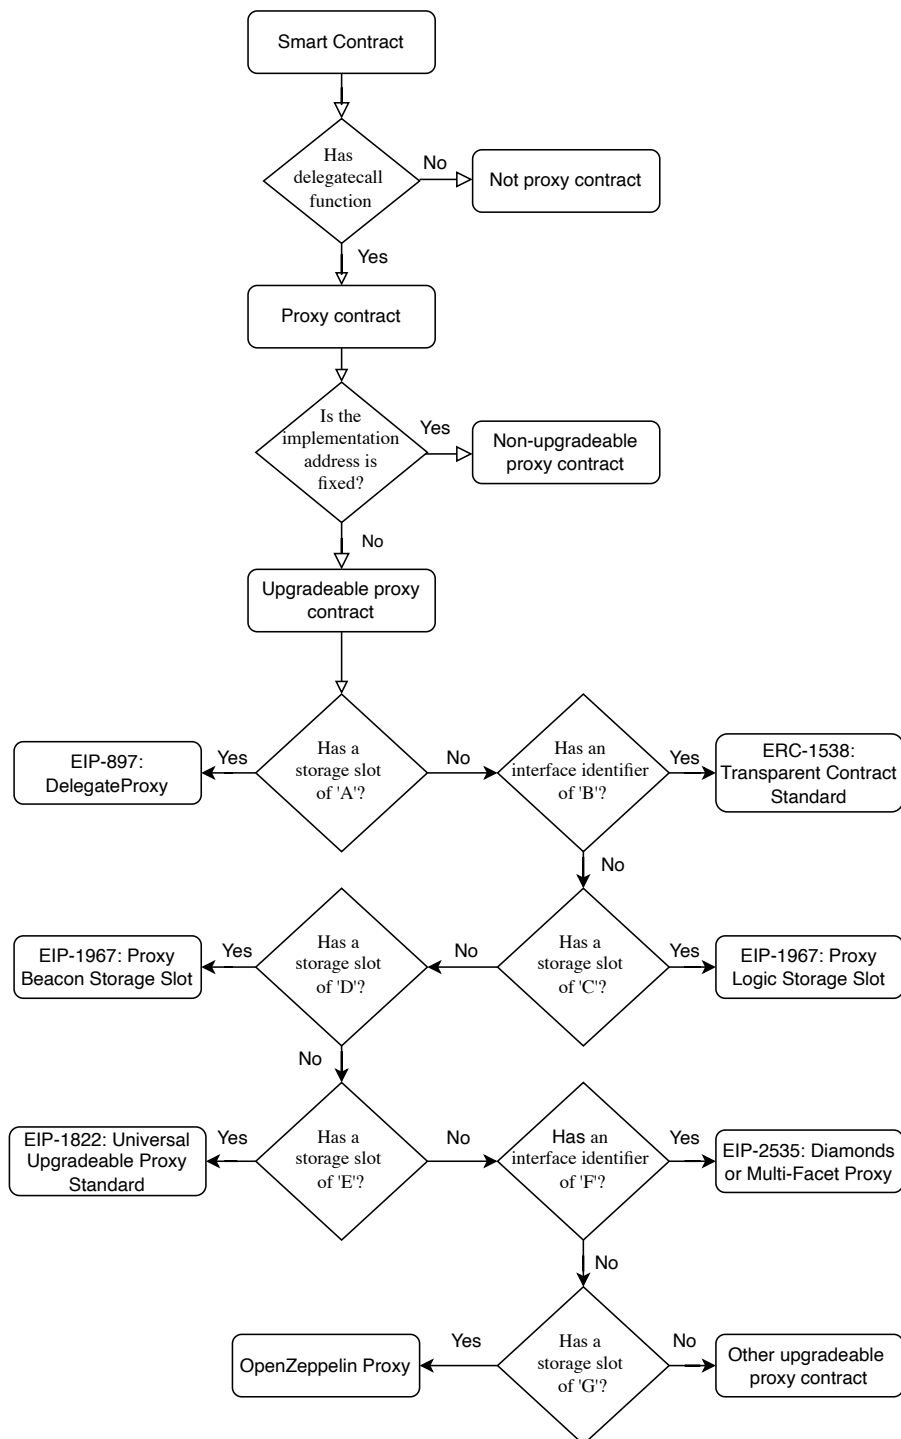 Smart Contract
Has
delegatecall
function
No
Not proxy contract
Yes
Proxy contract
Is the
implementation
address is
fixed?
Yes
Non-upgradeable
proxy contract
No
Upgradeable proxy
contract
EIP-897:
DelegateProxy
Yes
Has a
storage slot
of 'A'?
No
Has an
interface identifier
of 'B'?
Yes
ERC-1538:
Transparent Contract
Standard
No
EIP-1967: Proxy
Beacon Storage Slot
Yes
Has a
storage slot
of 'D'?
No
Has a
storage slot
of 'C'?
Yes
EIP-1967: Proxy
Logic Storage Slot
No
EIP-1822: Universal
Upgradeable Proxy
Standard
Yes
Has a
storage slot
of 'E'?
No
Has an
interface identifier
of 'F'?
Yes
EIP-2535: Diamonds
or Multi-Facet Proxy
No
OpenZeppelin Proxy
Yes
Has a
storage slot
of 'G'?
No
Other upgradeable
proxy contract